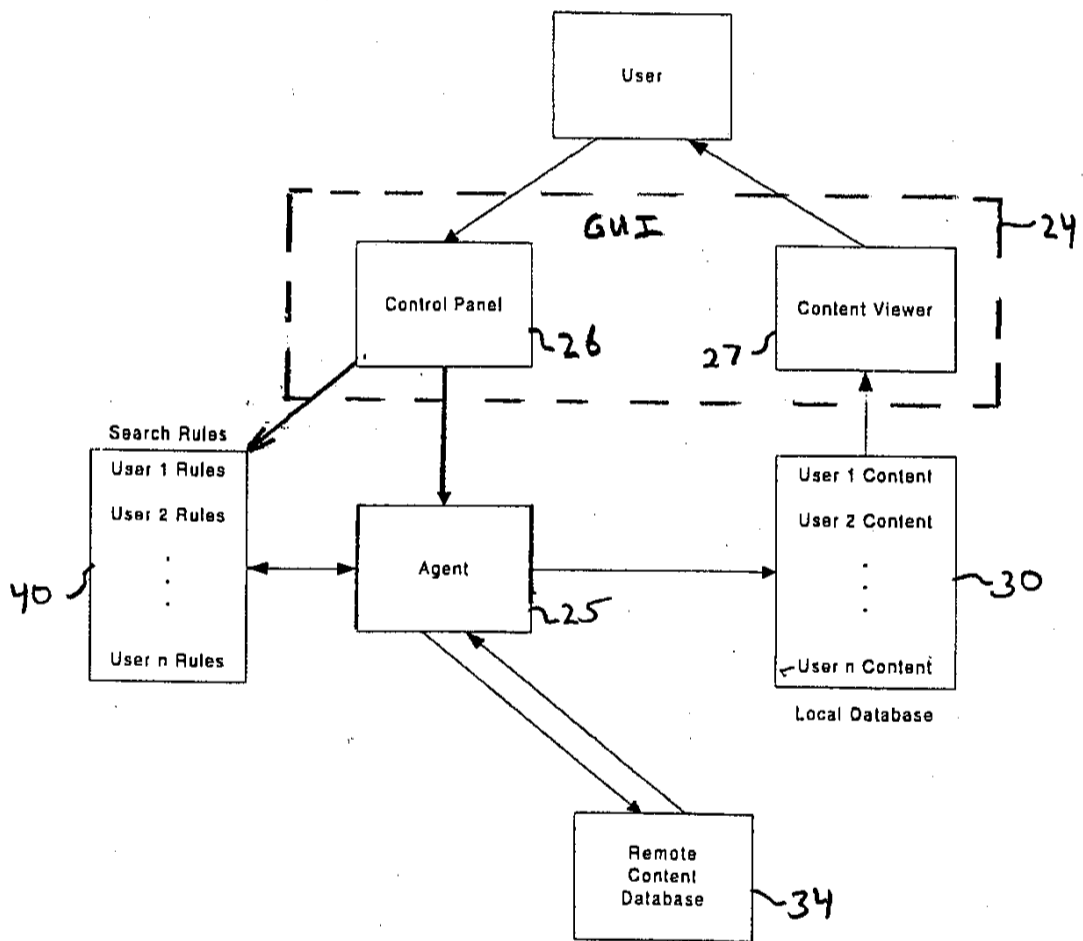 User
GUI
24
Control Panel
26
Content Viewer
27
Search Rules
User 1 Rules
User 2 Rules
.
.
.
User n Rules
40
Agent
25
User 1 Content
User 2 Content
.
.
.
User n Content
30
Local Database
Remote
Content
Database
34